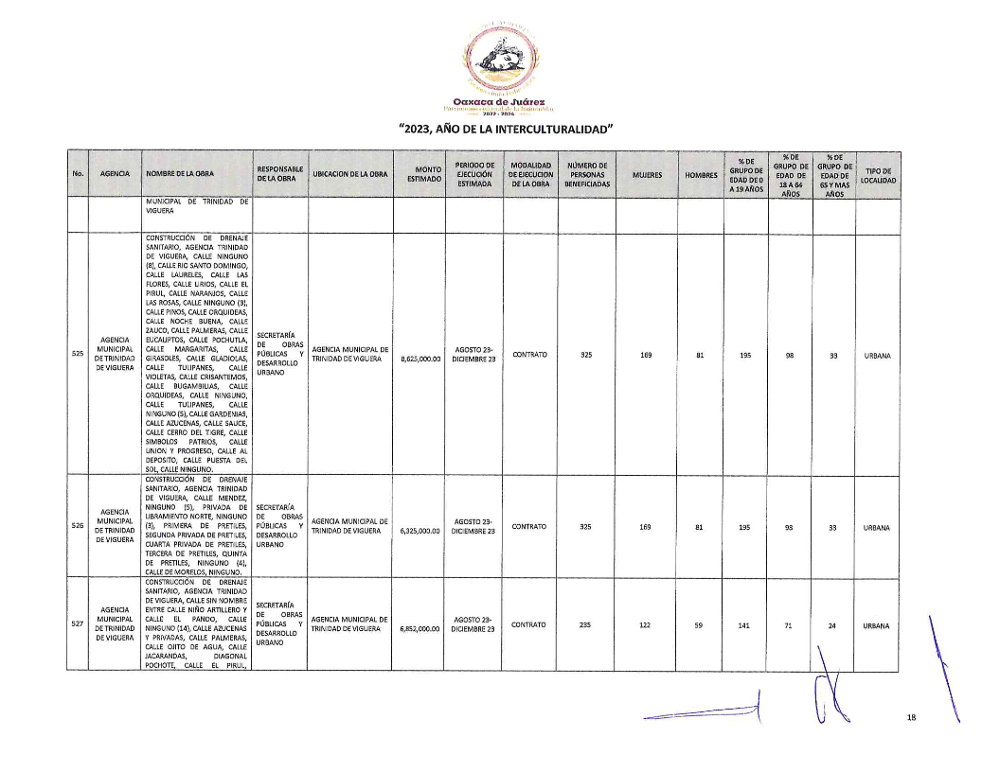 Oaxaca de Juárez
Patrimonio cultural de la humanidad
2022 - 2024
"2023, AÑO DE LA INTERCULTURALIDAD"
No.
AGENCIA
NOMBRE DE LA OBRA
RESPONSABLE
DE LA OBRA
UBICACION DE LA OBRA
MONTO
ESTIMADO
PERIODO DE
EJECUCIÓN
ESTIMADA
MODALIDAD
DE EJECUCION
DE LA OBRA
NÚMERO DE
PERSONAS
BENEFICIADAS
MUJERES
HOMBRES
% DE
GRUPO DE
EDAD DE 0
A 19 AÑOS
% DE
GRUPO DE
EDAD DE
18 A 64
AÑOS
% DE
GRUPO DE
EDAD DE
65 Y MAS
AÑOS
TIPO DE
LOCALIDAD
MUNICIPAL DE TRINIDAD DE
VIGUERA
525
AGENCIA
MUNICIPAL
DE TRINIDAD
DE VIGUERA
CONSTRUCCIÓN DE DRENAJE
SANITARIO, AGENCIA TRINIDAD
DE VIGUERA, CALLE NINGUNO
(8), CALLE RIO SANTO DOMINGO,
CALLE LAURELES, CALLE LAS
FLORES, CALLE LIRIOS, CALLE EL
PIRUL, CALLE NARANJOS, CALLE
LAS ROSAS, CALLE NINGUNO (3),
CALLE PINOS, CALLE ORQUIDEAS,
CALLE NOCHE BUENA, CALLE
ZAUCO, CALLE PALMERAS, CALLE
EUCALIPTOS, CALLE POCHUTLA,
CALLE MARGARITAS, CALLE
GIRASOLES, CALLE GLADIOLAS,
CALLE TULIPANES, CALLE
VIOLETAS, CALLE CRISANTEMOS,
CALLE BUGAMBILIAS, CALLE
ORQUIDEAS, CALLE NINGUNO,
CALLE TULIPANES, CALLE
NINGUNO (5), CALLE GARDENIAS,
CALLE AZUCENAS, CALLE SAUCE,
CALLE CERRO DEL TIGRE, CALLE
SIMBOLOS PATRIOS, CALLE
UNION Y PROGRESO, CALLE AL
DEPOSITO, CALLE PUESTA DEL
SOL, CALLE NINGUNO.
SECRETARÍA
DE OBRAS
PÚBLICAS Y
DESARROLLO
URBANO
AGENCIA MUNICIPAL DE
TRINIDAD DE VIGUERA
8,625,000.00
AGOSTO 23-
DICIEMBRE 23
CONTRATO
325
169
81
195
98
33
URBANA
526
AGENCIA
MUNICIPAL
DE TRINIDAD
DE VIGUERA
CONSTRUCCIÓN DE DRENAJE
SANITARIO, AGENCIA TRINIDAD
DE VIGUERA, CALLE MENDEZ,
NINGUNO (5), PRIVADA DE
LIBRAMIENTO NORTE, NINGUNO
(3), PRIMERA DE PRETILES,
SEGUNDA PRIVADA DE PRETILES,
CUARTA PRIVADA DE PRETILES,
TERCERA DE PRETILES, QUINTA
DE PRETILES, NINGUNO (4),
CALLE DE MORELOS, NINGUNO.
SECRETARÍA
DE OBRAS
PÚBLICAS Y
DESARROLLO
URBANO
AGENCIA MUNICIPAL DE
TRINIDAD DE VIGUERA
6,325,000.00
AGOSTO 23-
DICIEMBRE 23
CONTRATO
325
169
81
195
98
33
URBANA
527
AGENCIA
MUNICIPAL
DE TRINIDAD
DE VIGUERA
CONSTRUCCIÓN DE DRENAJE
SANITARIO, AGENCIA TRINIDAD
DE VIGUERA, CALLE SIN NOMBRE
ENTRE CALLE NIÑO ARTILLERO Y
CALLE EL PANDO, CALLE
NINGUNO (14), CALLE AZUCENAS
Y PRIVADAS, CALLE PALMERAS,
CALLE OJITO DE AGUA, CALLE
JACARANDAS, DIAGONAL
POCHOTE, CALLE EL PIRUL,
SECRETARÍA
DE OBRAS
PÚBLICAS Y
DESARROLLO
URBANO
AGENCIA MUNICIPAL DE
TRINIDAD DE VIGUERA
6,852,000.00
AGOSTO 23-
DICIEMBRE 23
CONTRATO
235
122
59
141
71
24
URBANA
18